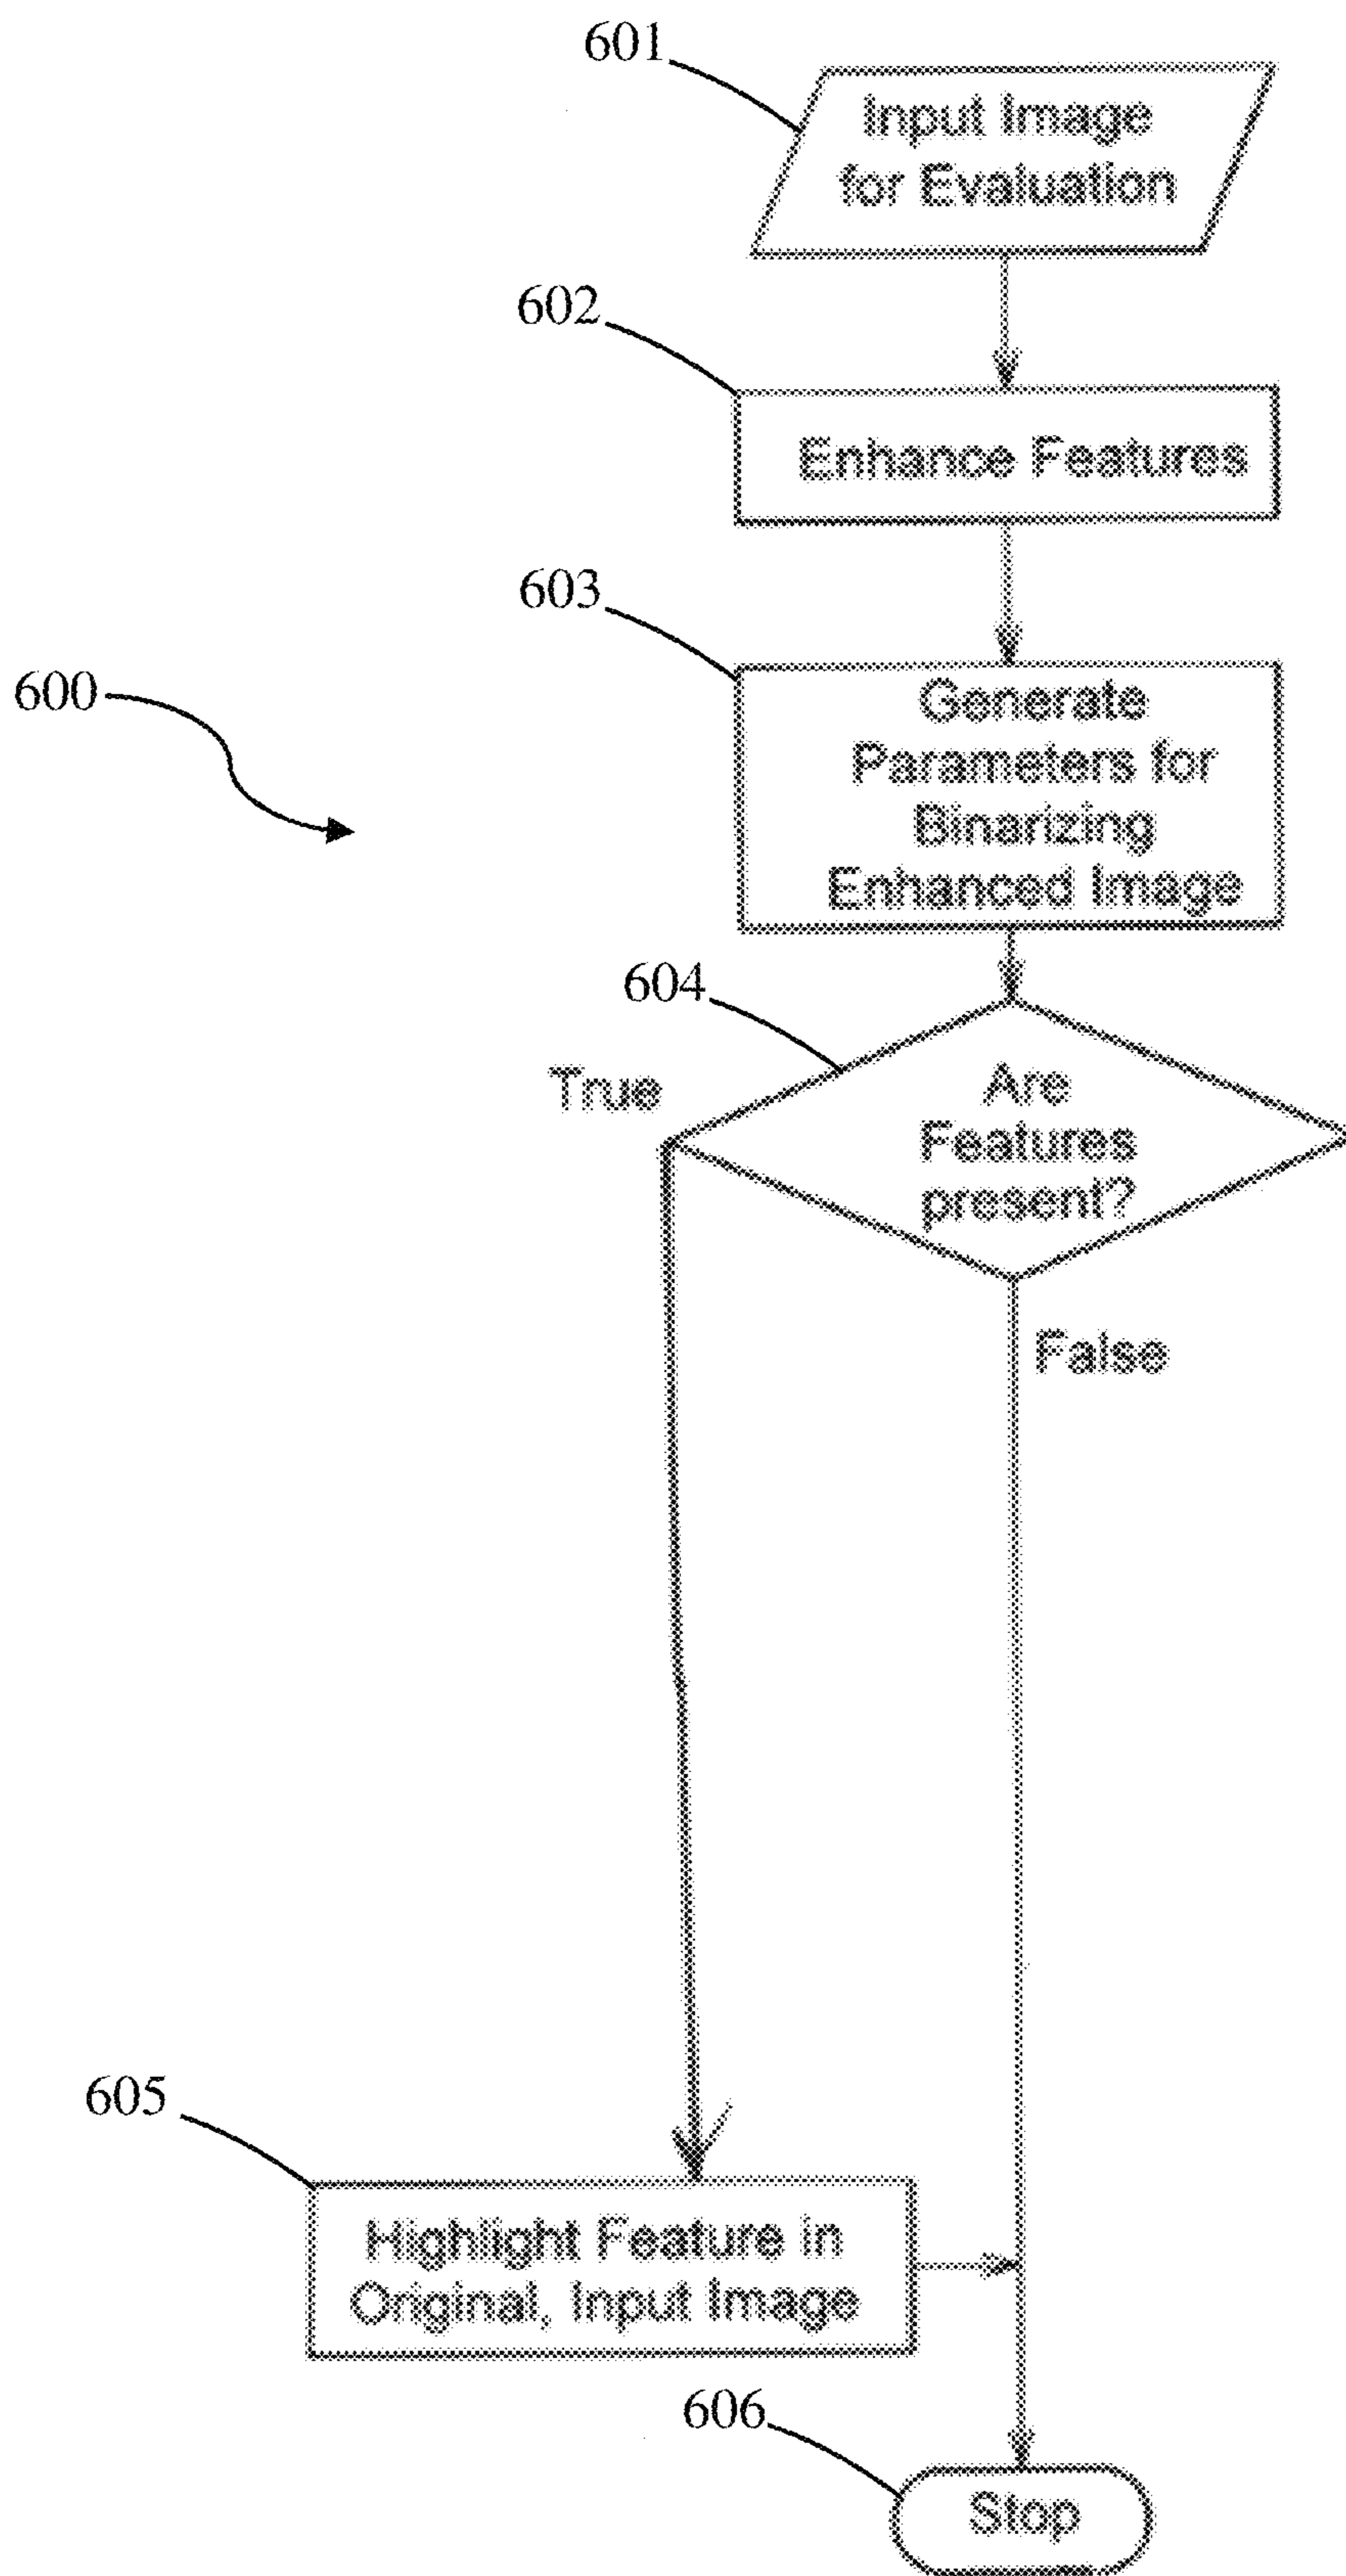 601
Input Image
for Evaluation
602
Enhance Features
603
600
Generate
Parameters for
Binarizing
Enhanced Image
604
True
Are
Features
present?
False
605
Highlight Feature in
Original, Input Image
606
Stop